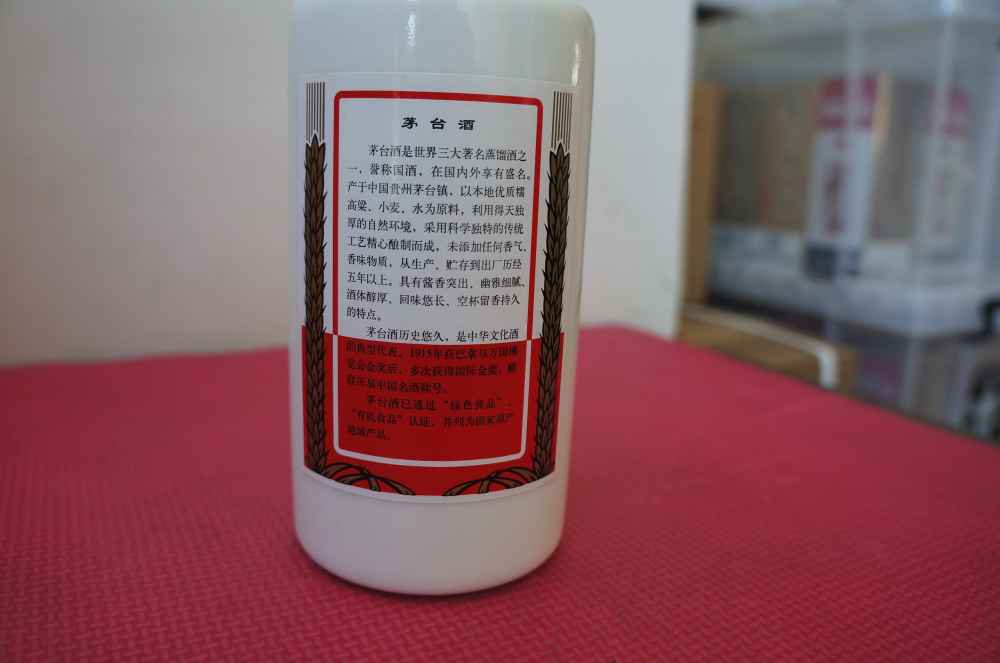 茅台酒
茅台酒是世界三大著名蒸馏酒之
一，誉称国酒，在国内外享有盛名。
产于中国贵州茅台镇，以本地优质糯
高粱、小麦、水为原料，利用得天独
厚的自然环境，采用科学独特的传统
工艺精心酿制而成，未添加任何香气、
香味物质，从生产、贮存到出厂历经
五年以上。具有酱香突出、幽雅细腻、
酒体醇厚、回味悠长、空杯留香持久
的特点。
茅台酒历史悠久，是中华文化酒
的典型代表，1915年获巴拿马万国博
览会金奖后，多次获得国际金奖，蝉
联历届中国名酒称号。
茅台酒已通过“绿色食品”、
“有机食品”认证，并列为国家原产
地域产品。